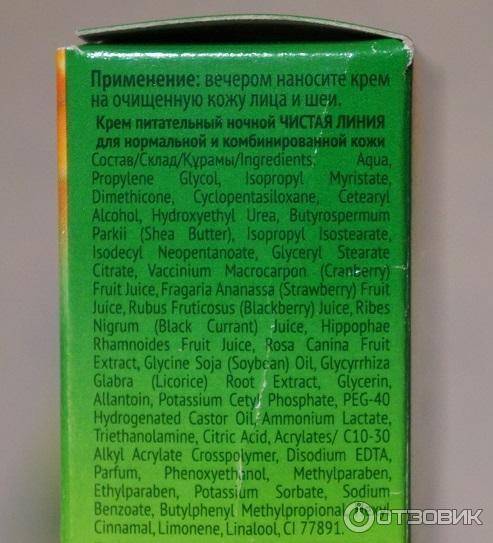 Применение: вечером наносите крем
на очищенную кожу лица и шеи.
Крем питательный ночной ЧИСТАЯ ЛИНИЯ
для нормальной и комбинированной кожи
Состав/Склад/Құрамы/Ingredients: Aqua,
Propylene Glycol, Isopropyl Myristate,
Dimethicone, Cyclopentasiloxane, Cetearyl
Alcohol, Hydroxyethyl Urea, Butyrospermum
Parkii (Shea Butter), Isopropyl Isostearate,
Isodecyl Neopentanoate, Glyceryl Stearate
Citrate, Vaccinium Macrocarpon (Cranberry)
Fruit Juice, Fragaria Ananassa (Strawberry) Fruit
Juice, Rubus Fruticosus (Blackberry) Juice, Ribes
Nigrum (Black Currant) Juice, Hippophae
Rhamnoides Fruit Juice, Rosa Canina Fruit
Extract, Glycine Soja (Soybean) Oil, Glycyrrhiza
Glabra (Licorice) Root Extract, Glycerin,
Allantoin, Potassium Cetyl Phosphate, PEG-40
Hydrogenated Castor Oil, Ammonium Lactate,
Triethanolamine, Citric Acid, Acrylates/ C10-30
Alkyl Acrylate Crosspolymer, Disodium EDTA,
Parfum, Phenoxyethanol, Methylparaben,
Ethylparaben, Potassium Sorbate, Sodium
Benzoate, Butylphenyl Methylpropional, Hexyl
Cinnamal, Limonene, Linalool, CI 77891.
ОТЗОВИК